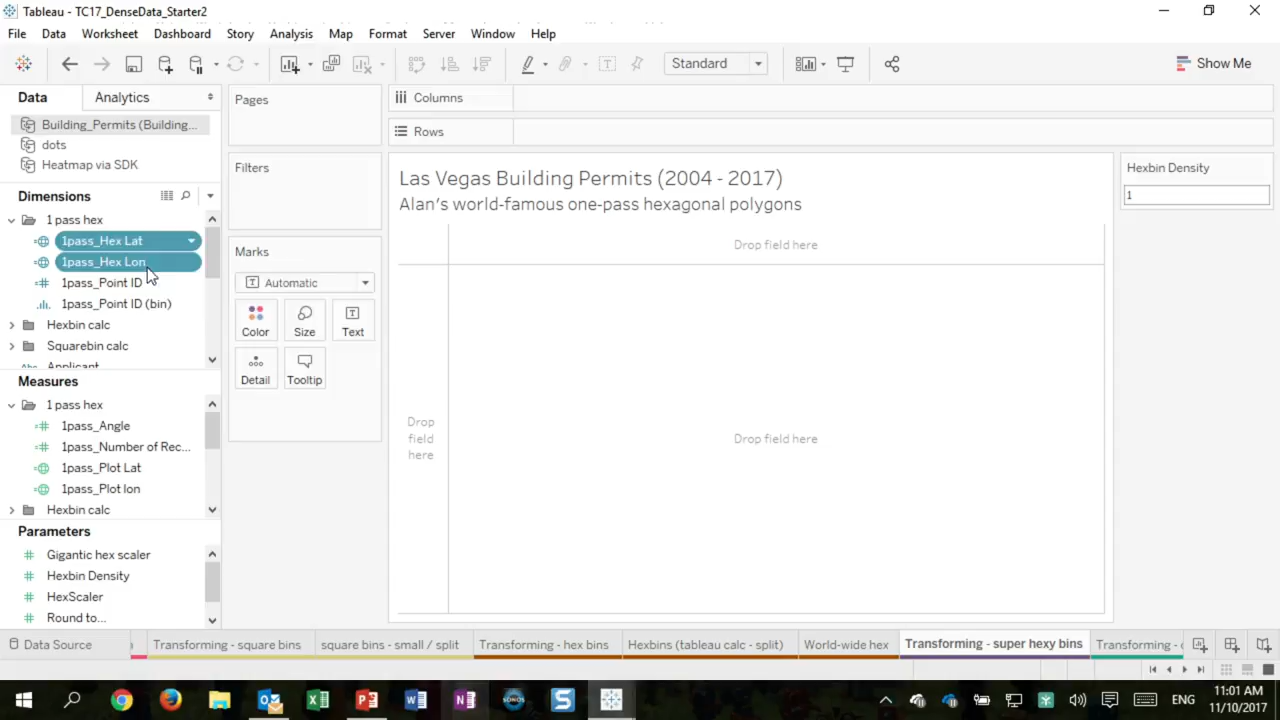 Tableau - TC17_DenseData_Starter2
File Data Worksheet Dashboard Story Analysis Map Format Server Window Help
Standard
Show Me
Data Analytics
Building_Permits (Building...
dots
Heatmap via SDK
Dimensions
1 pass hex
1pass_Hex Lat
1pass_Hex Lon
1pass_Point ID
1pass_Point ID (bin)
Hexbin calc
Squarebin calc
Abc Applicant
Measures
1 pass hex
1pass_Angle
1pass_Number of Rec...
1pass_Plot Lat
1pass_Plot lon
Hexbin calc
Parameters
Gigantic hex scaler
Hexbin Density
HexScaler
Round to...
Pages
Filters
Marks
Automatic
Color Size Text
Detail Tooltip
Columns
Rows
Las Vegas Building Permits (2004 - 2017)
Alan's world-famous one-pass hexagonal polygons
Drop field here
Drop
field
here
Drop field here
Hexbin Density
1
Data Source Transforming - square bins square bins - small / split Transforming - hex bins Hexbins (tableau calc - split) World-wide hex Transforming - super hexy bins Transforming -
SONOS
ENG
11:01 AM
11/10/2017